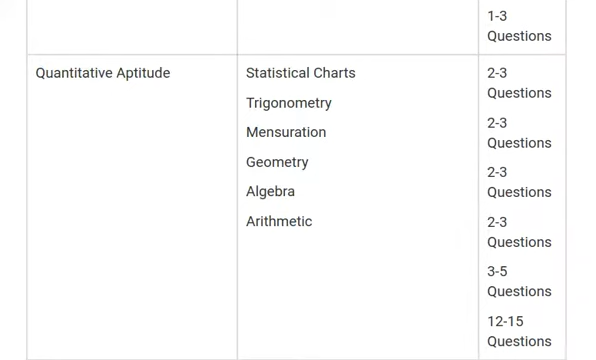 1-3
Questions
Quantitative Aptitude
Statistical Charts
Trigonometry
Mensuration
Geometry
Algebra
Arithmetic
2-3
Questions
2-3
Questions
2-3
Questions
2-3
Questions
3-5
Questions
12-15
Questions